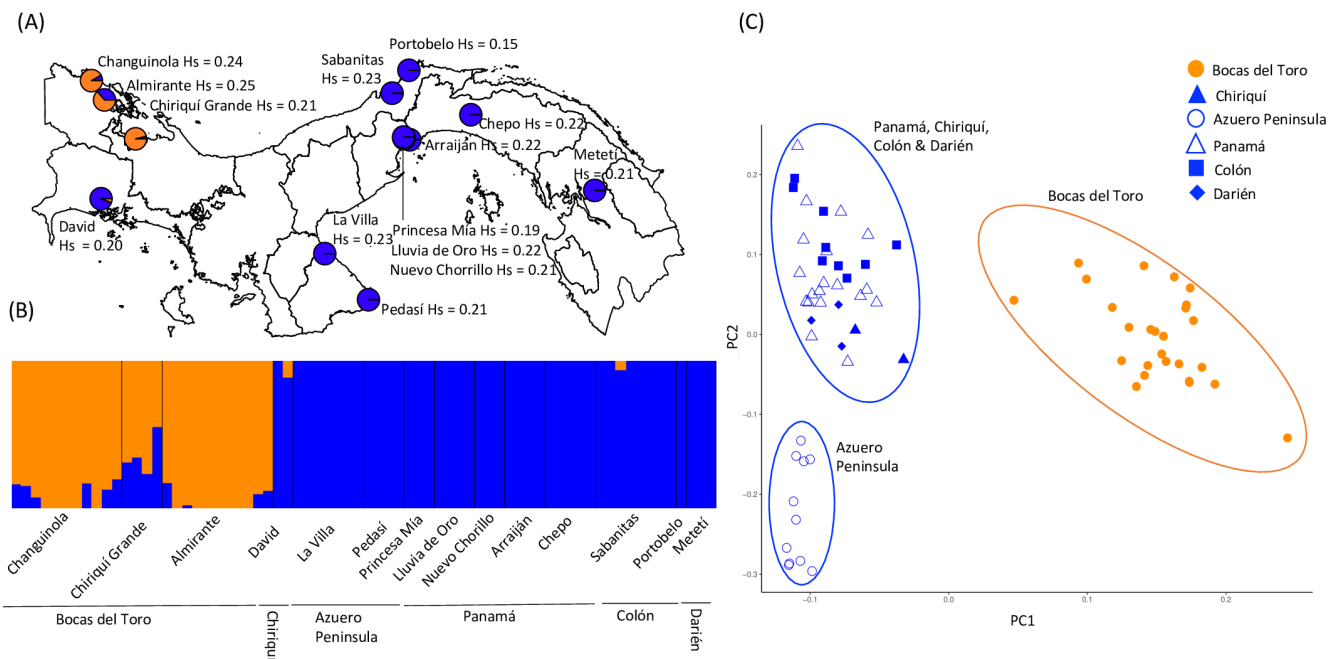 (A)
Changuinola Hs = 0.24
Almirante Hs = 0.25
Chiriquí Grande Hs = 0.21
Portobelo Hs = 0.15
Sabanitas
Hs = 0.23
Chepo Hs = 0.22
Arraiján Hs = 0.22
Metetí
Hs = 0.21
David
Hs = 0.20
La Villa
Hs = 0.23
Princesa Mía Hs = 0.19
Lluvia de Oro Hs = 0.22
Nuevo Chorrillo Hs = 0.21
Pedasí Hs = 0.21
(B)
Changuinola
Chiriquí Grande
Almirante
David
La Villa
Pedasí
Princesa Mía
Lluvia de Oro
Nuevo Chorillo
Arraiján
Chepo
Sabanitas
Portobelo
Metetí
Bocas del Toro
Chiriquí
Azuero
Peninsula
Panamá
Colón
Darién
(C)
Bocas del Toro
Chiriquí
Azuero Peninsula
Panamá
Colón
Darién
Panamá, Chiriquí,
Colón & Darién
Bocas del Toro
Azuero
Peninsula
PC2
0.2
0.1
0.0
−0.1
−0.2
−0.3
−0.1
0.0
0.1
0.2
PC1